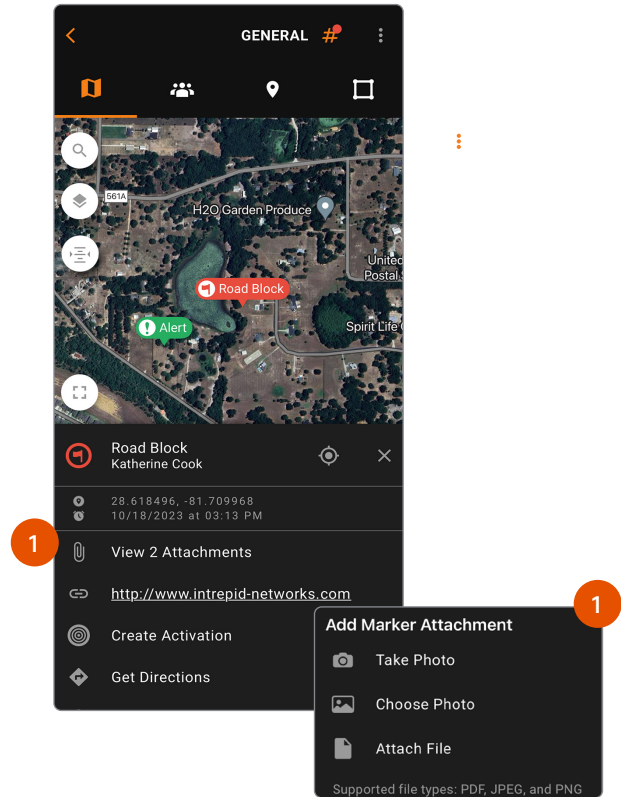 GENERAL #
561A
H2O Garden Produce
United
Postal
Road Block
Alert
Spirit Life
Road Block
Katherine Cook
28.618496, -81.709968
10/18/2023 at 03:13 PM
1
View 2 Attachments
http://www.intrepid-networks.com
Create Activation
Get Directions
1
Add Marker Attachment
Take Photo
Choose Photo
Attach File
Supported file types: PDF, JPEG, and PNG